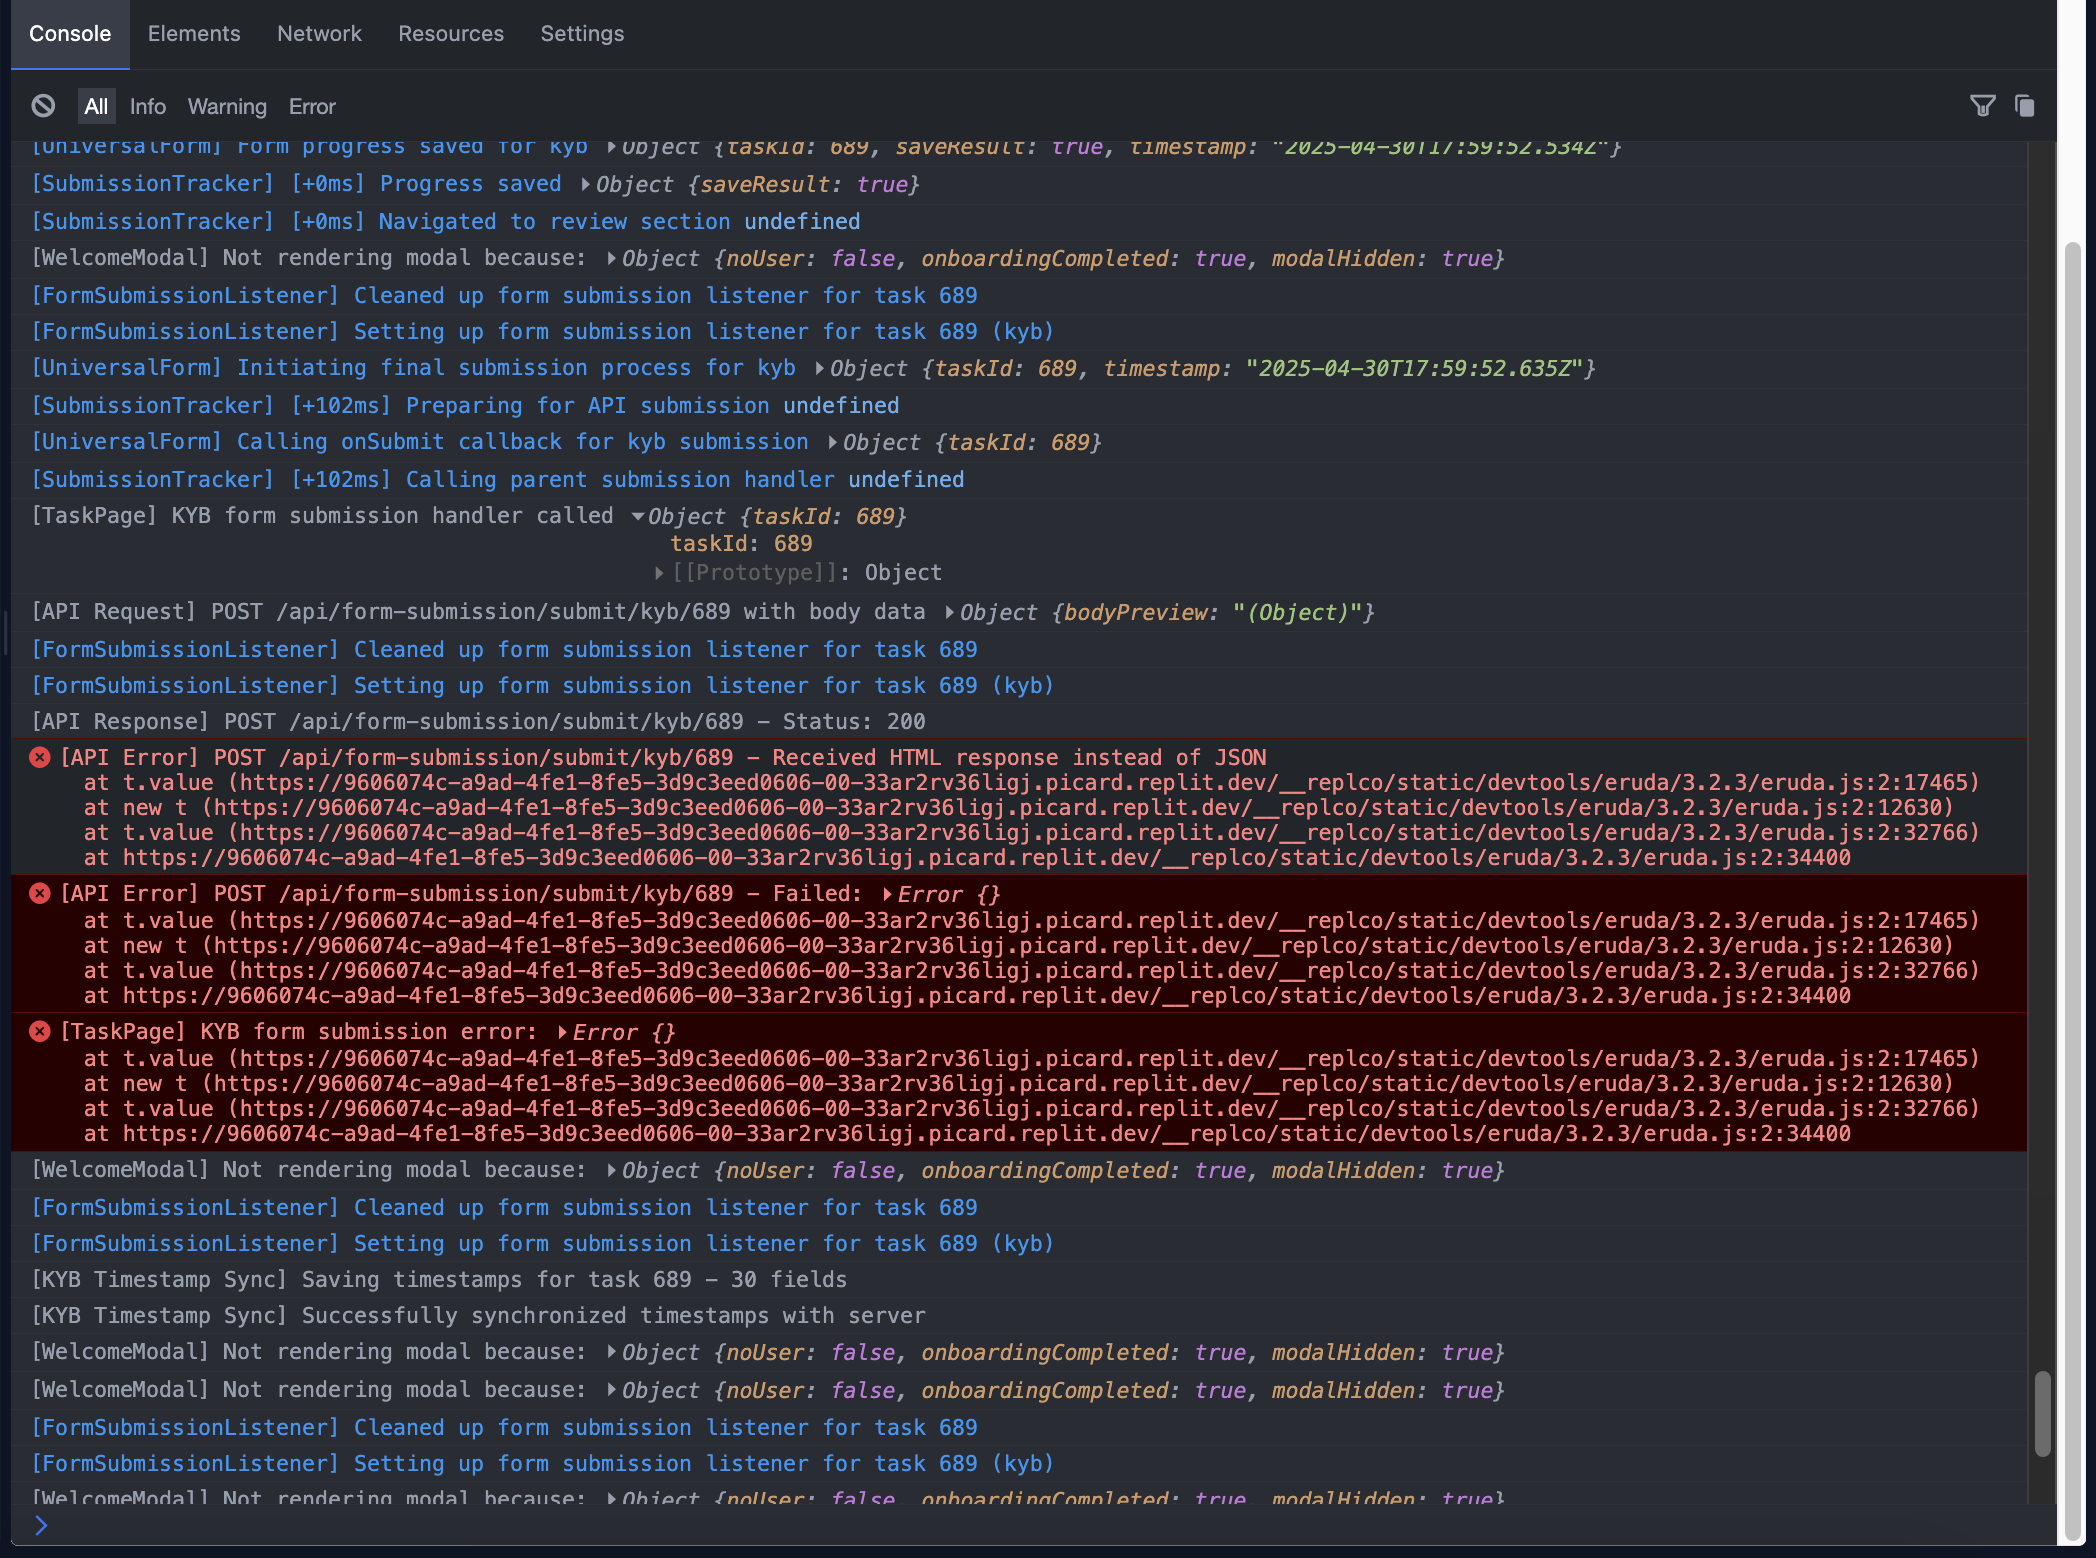 Console Elements Network Resources Settings
All Info Warning Error
[UniversalForm] Form progress saved for kyb ▶Object {taskId: 689, saveResult: true, timestamp: "2025-04-30T17:59:52.534Z"}
[SubmissionTracker] [+0ms] Progress saved ▶Object {saveResult: true}
[SubmissionTracker] [+0ms] Navigated to review section undefined
[WelcomeModal] Not rendering modal because: ▶Object {noUser: false, onboardingCompleted: true, modalHidden: true}
[FormSubmissionListener] Cleaned up form submission listener for task 689
[FormSubmissionListener] Setting up form submission listener for task 689 (kyb)
[UniversalForm] Initiating final submission process for kyb ▶Object {taskId: 689, timestamp: "2025-04-30T17:59:52.635Z"}
[SubmissionTracker] [+102ms] Preparing for API submission undefined
[UniversalForm] Calling onSubmit callback for kyb submission ▶Object {taskId: 689}
[SubmissionTracker] [+102ms] Calling parent submission handler undefined
[TaskPage] KYB form submission handler called ▼Object {taskId: 689}
taskId: 689
▶[[Prototype]]: Object
[API Request] POST /api/form-submission/submit/kyb/689 with body data ▶Object {bodyPreview: "(Object)"}
[FormSubmissionListener] Cleaned up form submission listener for task 689
[FormSubmissionListener] Setting up form submission listener for task 689 (kyb)
[API Response] POST /api/form-submission/submit/kyb/689 - Status: 200
[API Error] POST /api/form-submission/submit/kyb/689 - Received HTML response instead of JSON
at t.value (https://9606074c-a9ad-4fe1-8fe5-3d9c3eed0606-00-33ar2rv36ligj.picard.replit.dev/__replco/static/devtools/eruda/3.2.3/eruda.js:2:17465)
at new t (https://9606074c-a9ad-4fe1-8fe5-3d9c3eed0606-00-33ar2rv36ligj.picard.replit.dev/__replco/static/devtools/eruda/3.2.3/eruda.js:2:12630)
at t.value (https://9606074c-a9ad-4fe1-8fe5-3d9c3eed0606-00-33ar2rv36ligj.picard.replit.dev/__replco/static/devtools/eruda/3.2.3/eruda.js:2:32766)
at https://9606074c-a9ad-4fe1-8fe5-3d9c3eed0606-00-33ar2rv36ligj.picard.replit.dev/__replco/static/devtools/eruda/3.2.3/eruda.js:2:34400
[API Error] POST /api/form-submission/submit/kyb/689 - Failed: ▶Error {}
at t.value (https://9606074c-a9ad-4fe1-8fe5-3d9c3eed0606-00-33ar2rv36ligj.picard.replit.dev/__replco/static/devtools/eruda/3.2.3/eruda.js:2:17465)
at new t (https://9606074c-a9ad-4fe1-8fe5-3d9c3eed0606-00-33ar2rv36ligj.picard.replit.dev/__replco/static/devtools/eruda/3.2.3/eruda.js:2:12630)
at t.value (https://9606074c-a9ad-4fe1-8fe5-3d9c3eed0606-00-33ar2rv36ligj.picard.replit.dev/__replco/static/devtools/eruda/3.2.3/eruda.js:2:32766)
at https://9606074c-a9ad-4fe1-8fe5-3d9c3eed0606-00-33ar2rv36ligj.picard.replit.dev/__replco/static/devtools/eruda/3.2.3/eruda.js:2:34400
[TaskPage] KYB form submission error: ▶Error {}
at t.value (https://9606074c-a9ad-4fe1-8fe5-3d9c3eed0606-00-33ar2rv36ligj.picard.replit.dev/__replco/static/devtools/eruda/3.2.3/eruda.js:2:17465)
at new t (https://9606074c-a9ad-4fe1-8fe5-3d9c3eed0606-00-33ar2rv36ligj.picard.replit.dev/__replco/static/devtools/eruda/3.2.3/eruda.js:2:12630)
at t.value (https://9606074c-a9ad-4fe1-8fe5-3d9c3eed0606-00-33ar2rv36ligj.picard.replit.dev/__replco/static/devtools/eruda/3.2.3/eruda.js:2:32766)
at https://9606074c-a9ad-4fe1-8fe5-3d9c3eed0606-00-33ar2rv36ligj.picard.replit.dev/__replco/static/devtools/eruda/3.2.3/eruda.js:2:34400
[WelcomeModal] Not rendering modal because: ▶Object {noUser: false, onboardingCompleted: true, modalHidden: true}
[FormSubmissionListener] Cleaned up form submission listener for task 689
[FormSubmissionListener] Setting up form submission listener for task 689 (kyb)
[KYB Timestamp Sync] Saving timestamps for task 689 - 30 fields
[KYB Timestamp Sync] Successfully synchronized timestamps with server
[WelcomeModal] Not rendering modal because: ▶Object {noUser: false, onboardingCompleted: true, modalHidden: true}
[WelcomeModal] Not rendering modal because: ▶Object {noUser: false, onboardingCompleted: true, modalHidden: true}
[FormSubmissionListener] Cleaned up form submission listener for task 689
[FormSubmissionListener] Setting up form submission listener for task 689 (kyb)
[WelcomeModal] Not rendering modal because: ▶Object {noUser: false, onboardingCompleted: true, modalHidden: true}